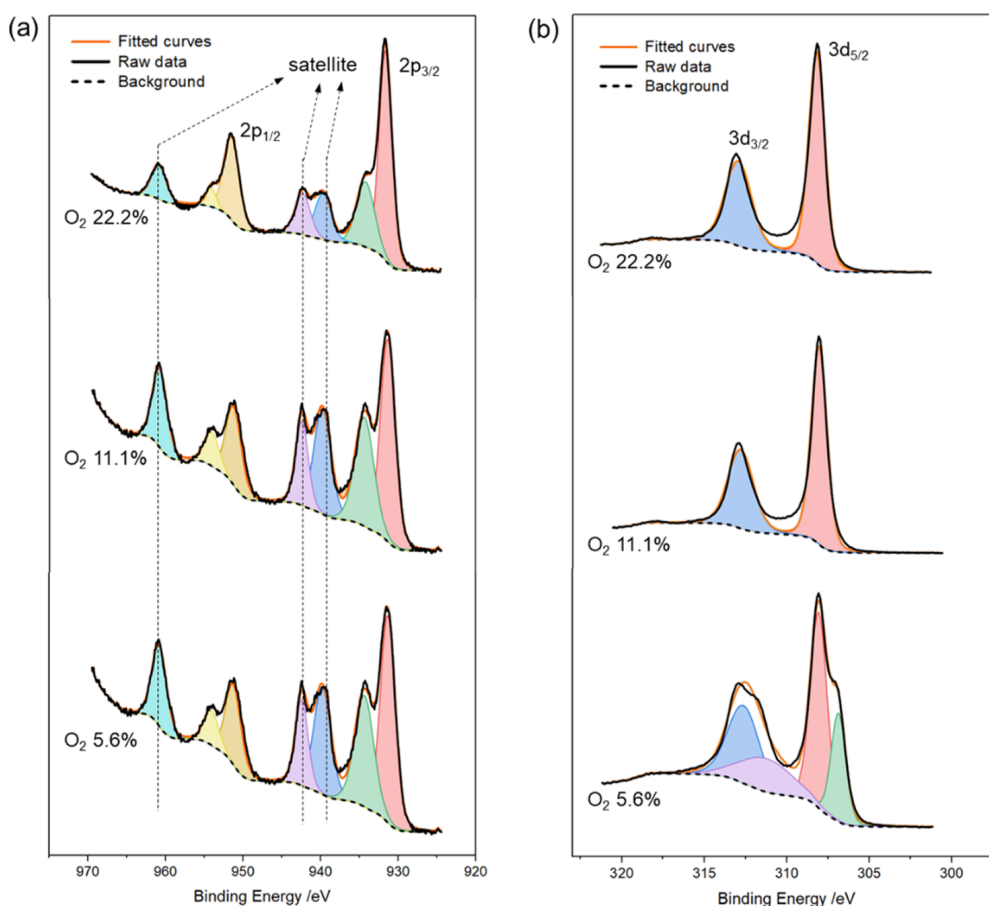 (a)
Fitted curves
Raw data
Background
satellite
2p3/2
2p1/2
O2 22.2%
O2 11.1%
O2 5.6%
970 960 950 940 930 920
Binding Energy /eV
(b)
Fitted curves
Raw data
Background
3d5/2
3d3/2
O2 22.2%
O2 11.1%
O2 5.6%
320 315 310 305 300
Binding Energy /eV